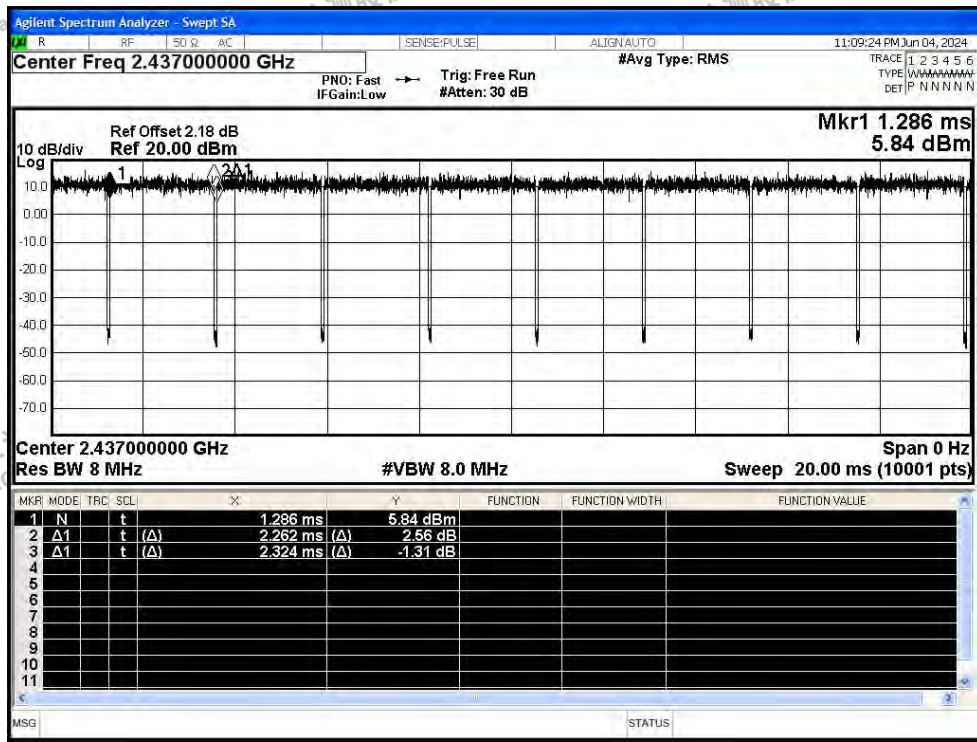 Agilent Spectrum Analyzer - Swept SA
R RF 50 Ω AC SENSE:PULSE ALIGN AUTO 11:09:24 PM Jun 04, 2024
Center Freq 2.437000000 GHz #Avg Type: RMS TRACE 1 2 3 4 5 6
PNO: Fast Trig: Free Run TYPE WWWWWW
IFGain:Low #Atten: 30 dB DET P N N N N N
Mkr1 1.286 ms
Ref Offset 2.18 dB
10 dB/div Ref 20.00 dBm 5.84 dBm
Log
1 2Δ1
10.0
0.00
-10.0
-20.0
-30.0
-40.0
-50.0
-60.0
-70.0
Center 2.437000000 GHz Span 0 Hz
Res BW 8 MHz #VBW 8.0 MHz Sweep 20.00 ms (10001 pts)
MKR MODE TRC SCL X Y FUNCTION FUNCTION WIDTH FUNCTION VALUE
1 N t 1.286 ms 5.84 dBm
2 Δ1 t (Δ) 2.262 ms (Δ) 2.56 dB
3 Δ1 t (Δ) 2.324 ms (Δ) -1.31 dB
4
5
6
7
8
9
10
11
MSG STATUS